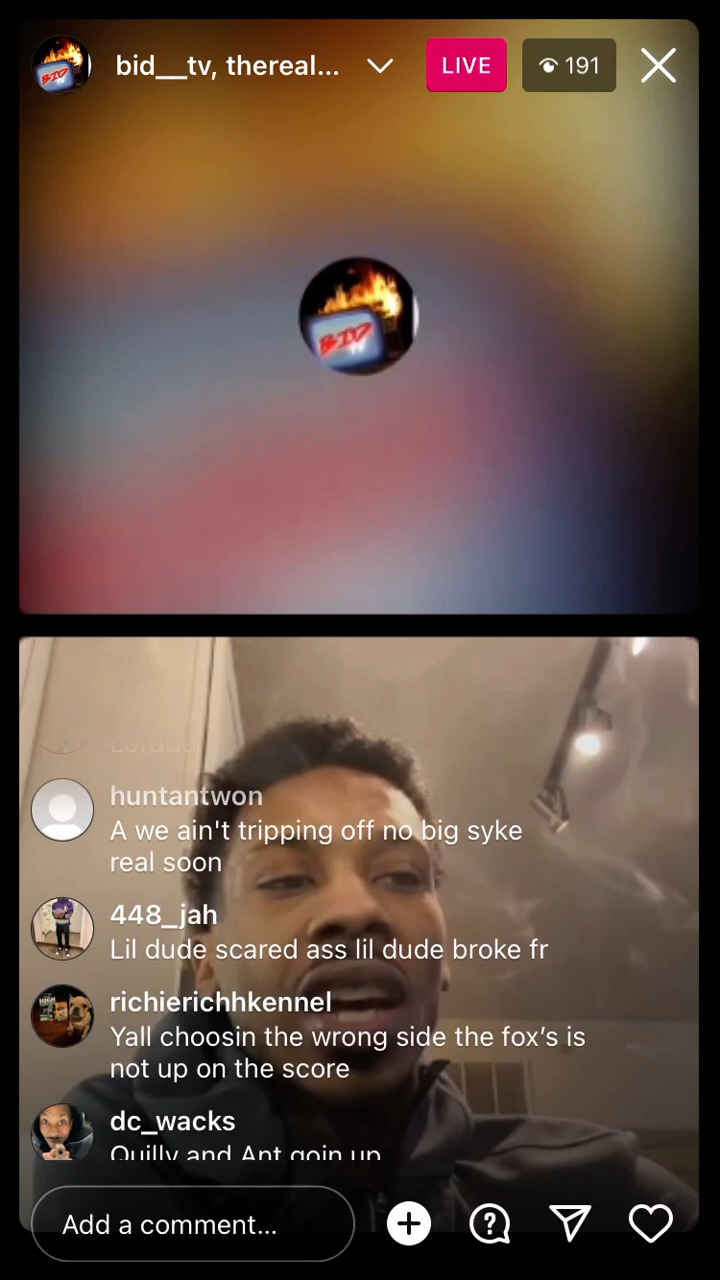 bid__tv, thereal...
LIVE
191
BID
BID
huntantwon
A we ain't tripping off no big syke
real soon
448_jah
Lil dude scared ass lil dude broke fr
richierichhkennel
Yall choosin the wrong side the fox’s is
not up on the score
dc_wacks
Quilly and Ant goin up
Add a comment...